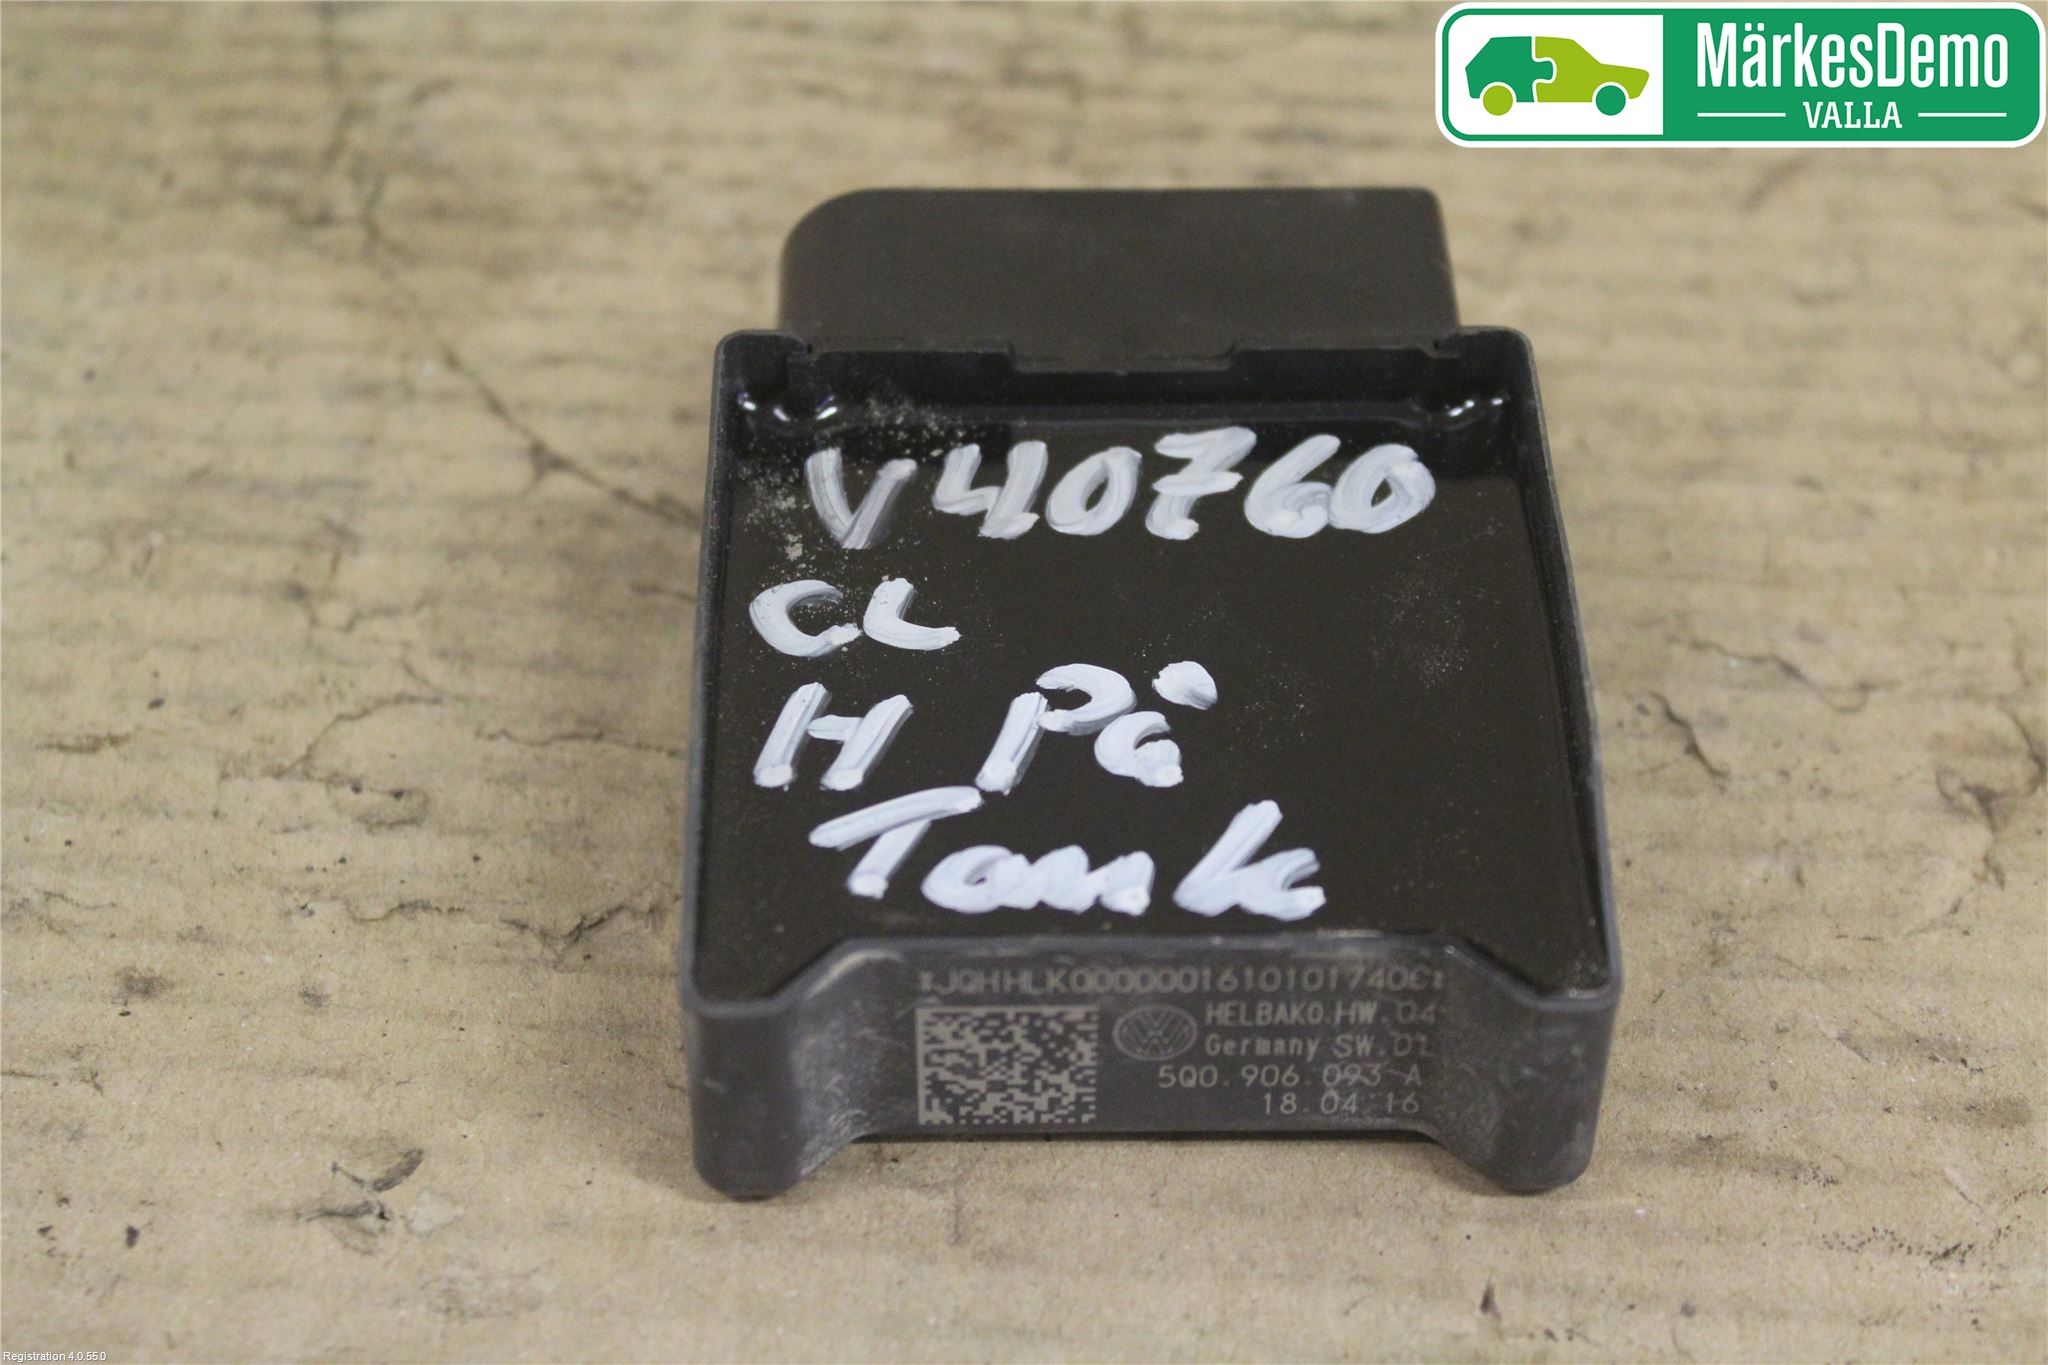 MärkesDemo
VALLA
V40760
CL
H På
Tank
*JQHHLK0000001610101740C*
HELBAKO HW.04
Germany SW.01
5Q0.906.093 A
18.04.16
Registration 4.0.55.0